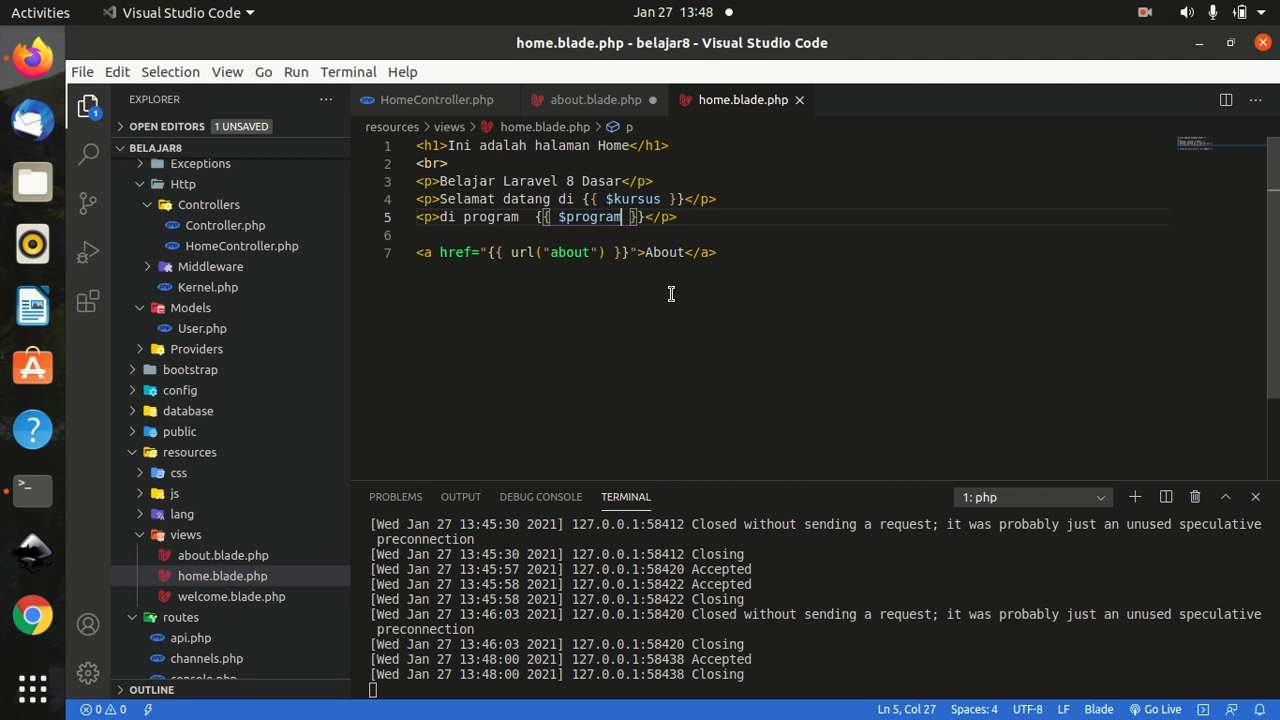 Activities
Visual Studio Code
Jan 27 13:48
home.blade.php - belajar8 - Visual Studio Code
File Edit Selection View Go Run Terminal Help
EXPLORER
HomeController.php
about.blade.php
home.blade.php
OPEN EDITORS 1 UNSAVED
BELAJAR8
Exceptions
Http
Controllers
Controller.php
HomeController.php
Middleware
Kernel.php
Models
User.php
Providers
bootstrap
config
database
public
resources
css
js
lang
views
about.blade.php
home.blade.php
welcome.blade.php
routes
api.php
channels.php
console.php
OUTLINE
1
resources > views > home.blade.php > p
1 <h1>Ini adalah halaman Home</h1>
2 <br>
3 <p>Belajar Laravel 8 Dasar</p>
4 <p>Selamat datang di {{ $kursus }}</p>
5 <p>di program  {{ $program }}</p>
6
7 <a href="{{ url("about") }}">About</a>
PROBLEMS OUTPUT DEBUG CONSOLE TERMINAL
1: php
[Wed Jan 27 13:45:30 2021] 127.0.0.1:58412 Closed without sending a request; it was probably just an unused speculative
preconnection
[Wed Jan 27 13:45:30 2021] 127.0.0.1:58412 Closing
[Wed Jan 27 13:45:57 2021] 127.0.0.1:58420 Accepted
[Wed Jan 27 13:45:58 2021] 127.0.0.1:58422 Accepted
[Wed Jan 27 13:45:58 2021] 127.0.0.1:58422 Closing
[Wed Jan 27 13:46:03 2021] 127.0.0.1:58420 Closed without sending a request; it was probably just an unused speculative
preconnection
[Wed Jan 27 13:46:03 2021] 127.0.0.1:58420 Closing
[Wed Jan 27 13:48:00 2021] 127.0.0.1:58438 Accepted
[Wed Jan 27 13:48:00 2021] 127.0.0.1:58438 Closing
0 0
Ln 5, Col 27
Spaces: 4
UTF-8
LF
Blade
Go Live